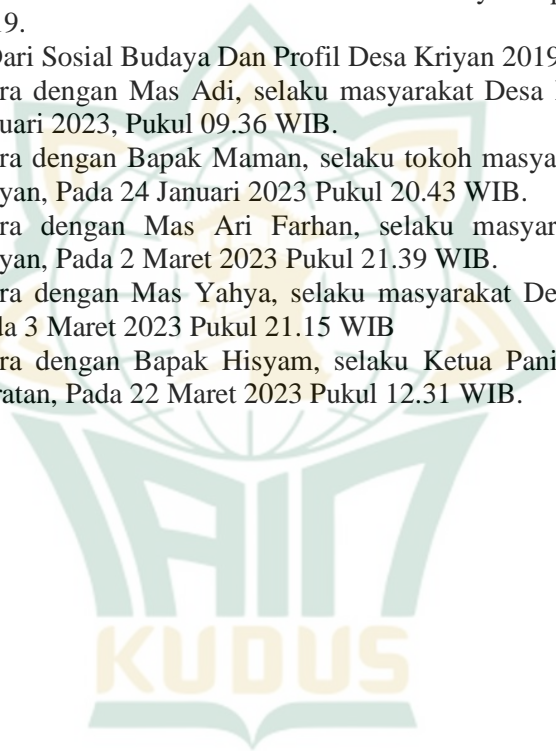 19.
Dari Sosial Budaya Dan Profil Desa Kriyan 2019
ra dengan Mas Adi, selaku masyarakat Desa
uari 2023, Pukul 09.36 WIB.
ra dengan Bapak Maman, selaku tokoh masya
yan, Pada 24 Januari 2023 Pukul 20.43 WIB.
ra dengan Mas Ari Farhan, selaku masyar
yan, Pada 2 Maret 2023 Pukul 21.39 WIB.
ra dengan Mas Yahya, selaku masyarakat De
da 3 Maret 2023 Pukul 21.15 WIB
ra dengan Bapak Hisyam, selaku Ketua Pani
ratan, Pada 22 Maret 2023 Pukul 12.31 WIB.
IAIN
KUDUS